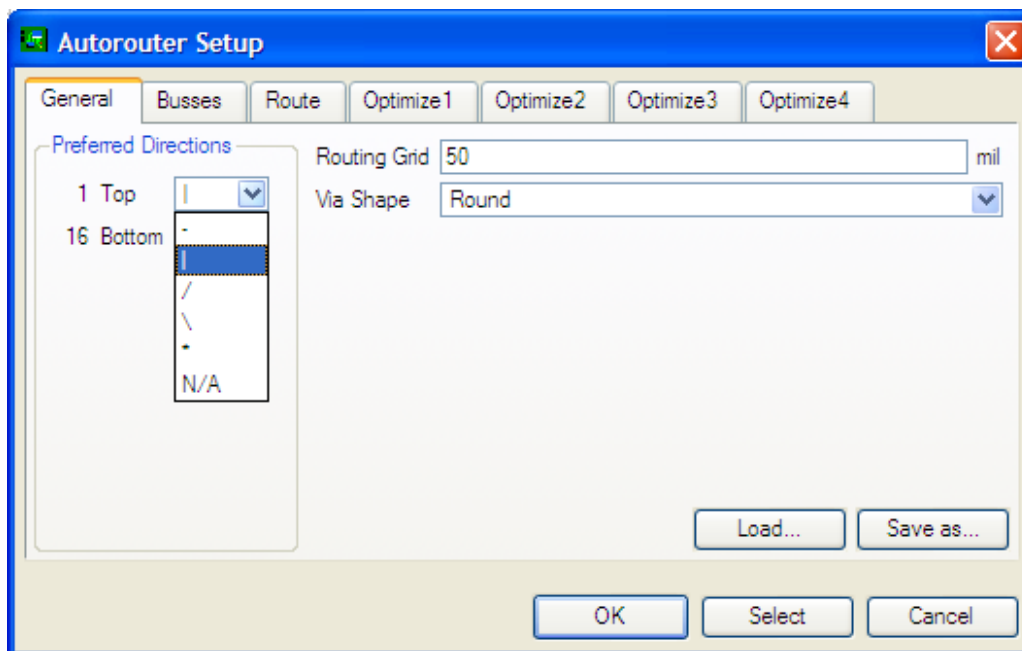 Autorouter Setup
General Busses Route Optimize1 Optimize2 Optimize3 Optimize4
Preferred Directions
Routing Grid 50 mil
1 Top |
Via Shape Round
16 Bottom
-
|
/
\
*
N/A
Load... Save as...
OK Select Cancel